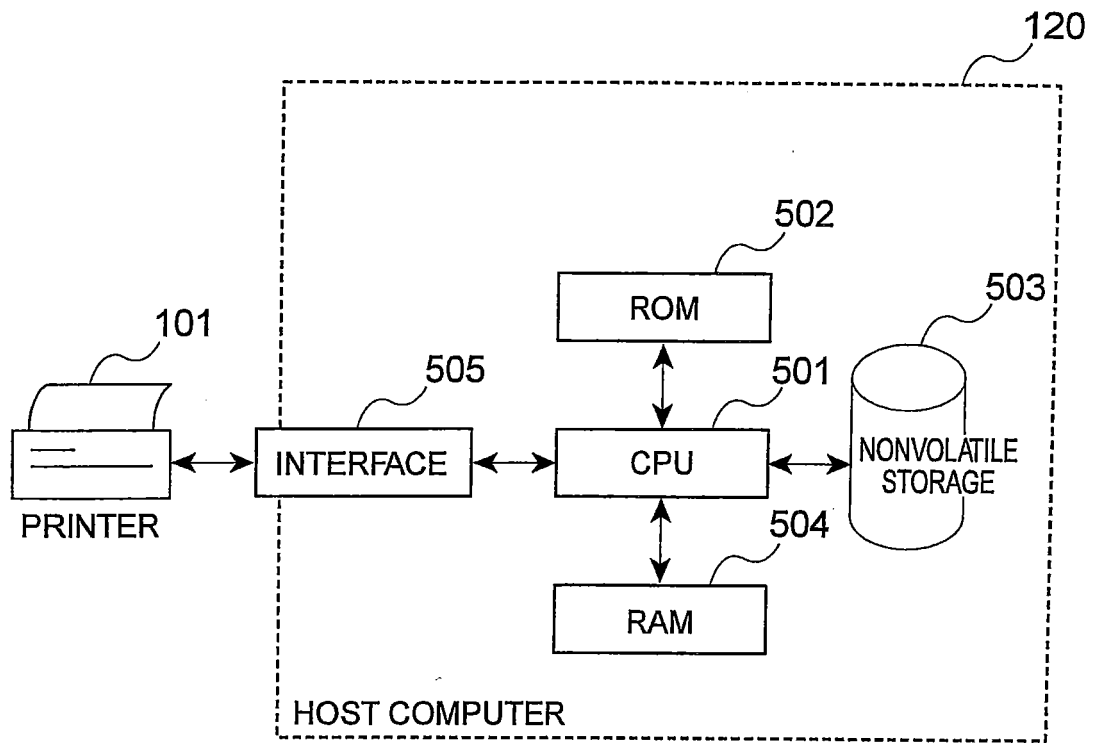 120
502
ROM
503
101
505
501
INTERFACE
CPU
NONVOLATILE
STORAGE
PRINTER
504
RAM
HOST COMPUTER